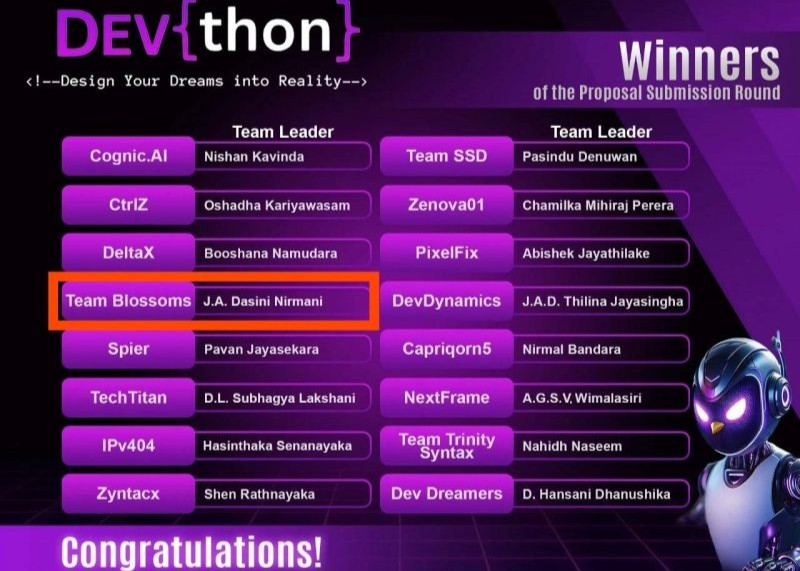 DEV{thon}
<!--Design Your Dreams into Reality-->
Winners
of the Proposal Submission Round
Team Leader
Cognic.AI Nishan Kavinda
CtrlZ Oshadha Kariyawasam
DeltaX Booshana Namudara
Team Blossoms J.A. Dasini Nirmani
Spier Pavan Jayasekara
TechTitan D.L. Subhagya Lakshani
IPv404 Hasinthaka Senanayaka
Zyntacx Shen Rathnayaka
Team Leader
Team SSD Pasindu Denuwan
Zenova01 Chamilka Mihiraj Perera
PixelFix Abishek Jayathilake
DevDynamics J.A.D. Thilina Jayasingha
Capriqorn5 Nirmal Bandara
NextFrame A.G.S.V. Wimalasiri
Team Trinity
Syntax Nahidh Naseem
Dev Dreamers D. Hansani Dhanushika
Congratulations!